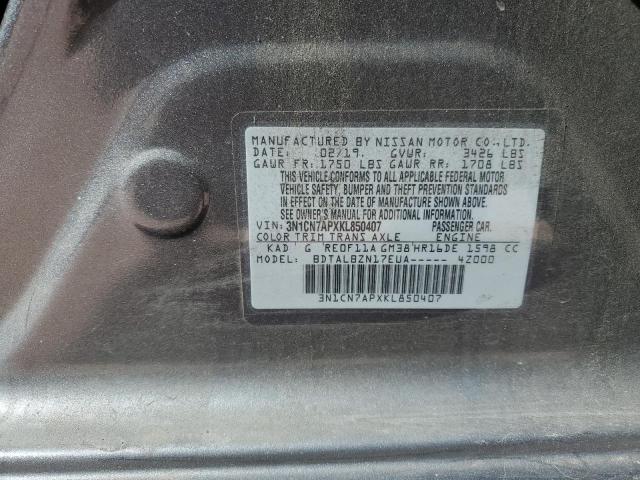 MANUFACTURED BY NISSAN MOTOR CO., LTD.
DATE: 02/19. GVWR: 3426 LBS
GAWR FR: 1750 LBS GAWR RR: 1708 LBS
THIS VEHICLE CONFORMS TO ALL APPLICABLE FEDERAL MOTOR
VEHICLE SAFETY, BUMPER AND THEFT PREVENTION STANDARDS
IN EFFECT ON THE DATE OF MANUFACTURE SHOWN ABOVE.
SEE OWNER'S MANUAL FOR ADDITIONAL INFORMATION.
VIN: 3N1CN7APXKL850407 PASSENGER CAR.
COLOR TRIM TRANS AXLE ENGINE
KAD G RE0F11A GM38 HR16DE 1598 CC
MODEL: BDTALBZN17EUA----- 4Z000
3N1CN7APXKL850407